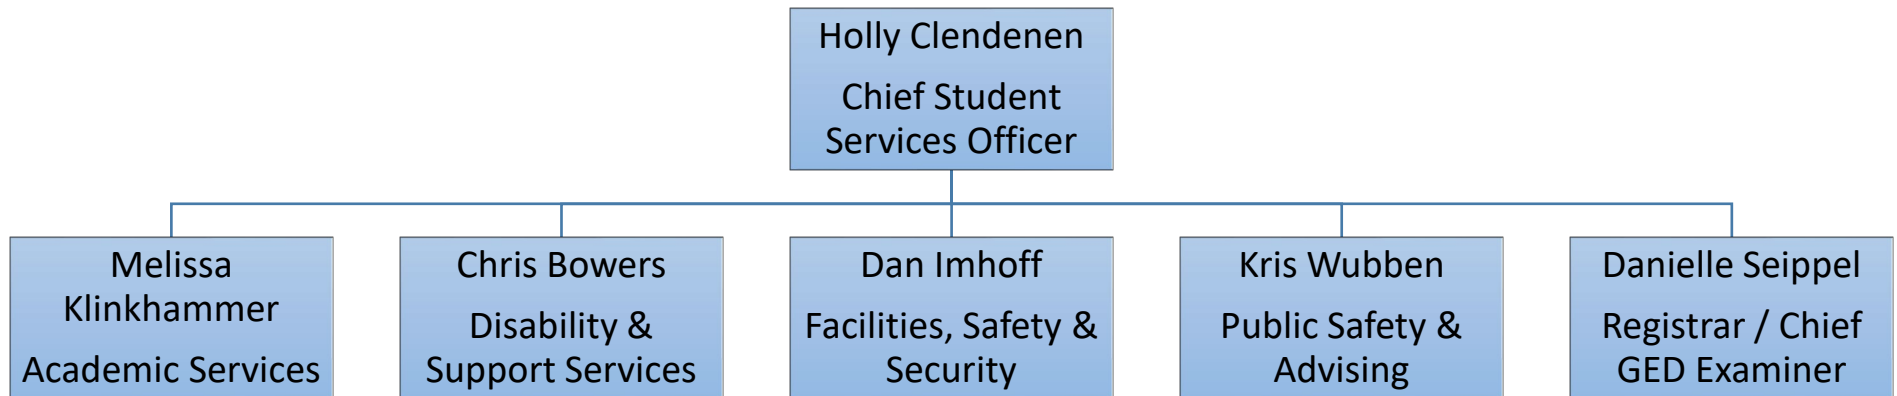 Holly Clendenen
Chief Student
Services Officer
Melissa
Klinkhammer
Academic Services
Chris Bowers
Disability &
Support Services
Dan Imhoff
Facilities, Safety &
Security
Kris Wubben
Public Safety &
Advising
Danielle Seippel
Registrar / Chief
GED Examiner